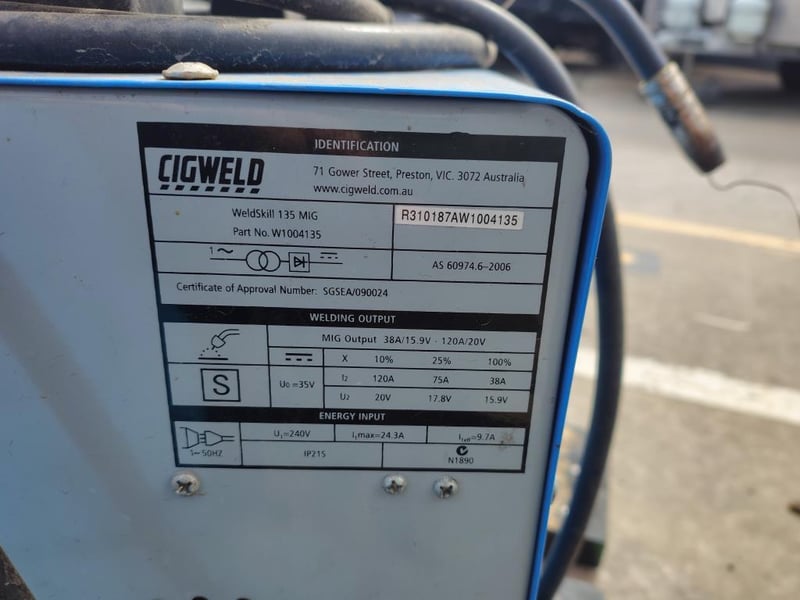 IDENTIFICATION
CIGWELD
71 Gower Street, Preston, VIC. 3072 Australia
www.cigweld.com.au
WeldSkill 135 MIG
Part No. W1004135
R310187AW1004135
1 ~
AS 60974.6-2006
Certificate of Approval Number: SGSEA/090024
WELDING OUTPUT
MIG Output 38A/15.9V - 120A/20V
X 10% 25% 100%
S
U0 =35V
I2 120A 75A 38A
U2 20V 17.8V 15.9V
ENERGY INPUT
1~50HZ
U1=240V
I1max=24.3A
I1eff=9.7A
IP21S
N1890